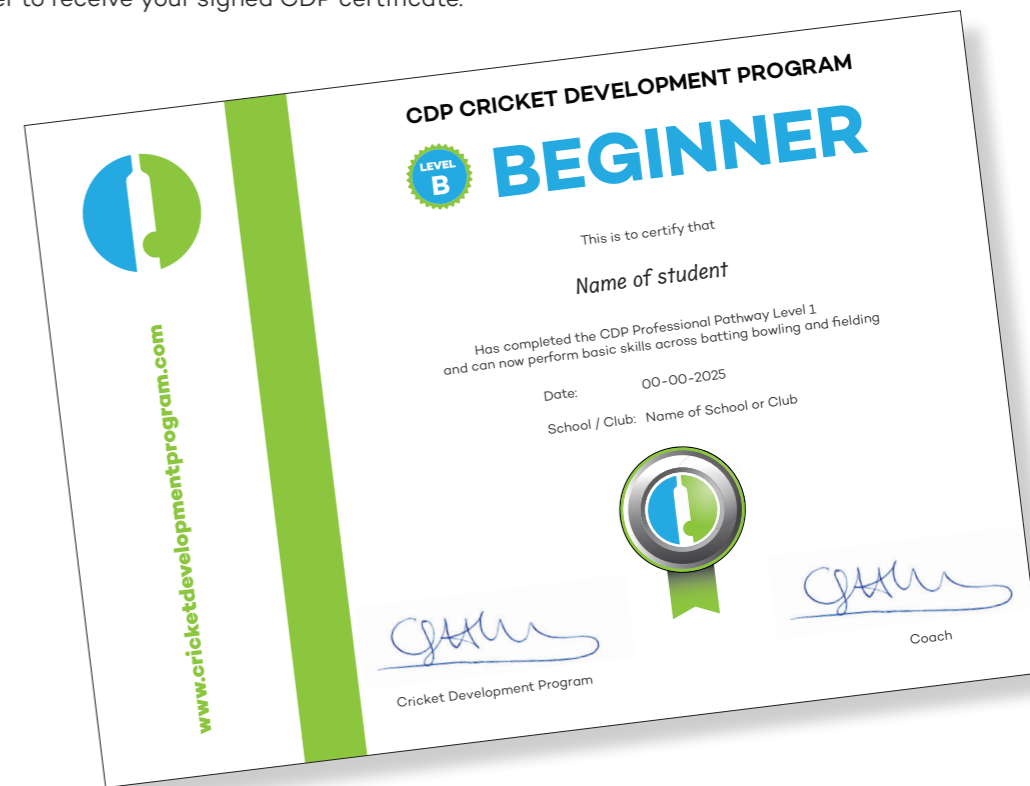 to receive your signed CDP certificate.
CDP CRICKET DEVELOPMENT PROGRAM
LEVEL
B
BEGINNER
This is to certify that
Name of student
Has completed the CDP Professional Pathway Level 1
and can now perform basic skills across batting bowling and fielding
Date: 00-00-2025
School / Club: Name of School or Club
Cricket Development Program
Coach
www.cricketdevelopmentprogram.com